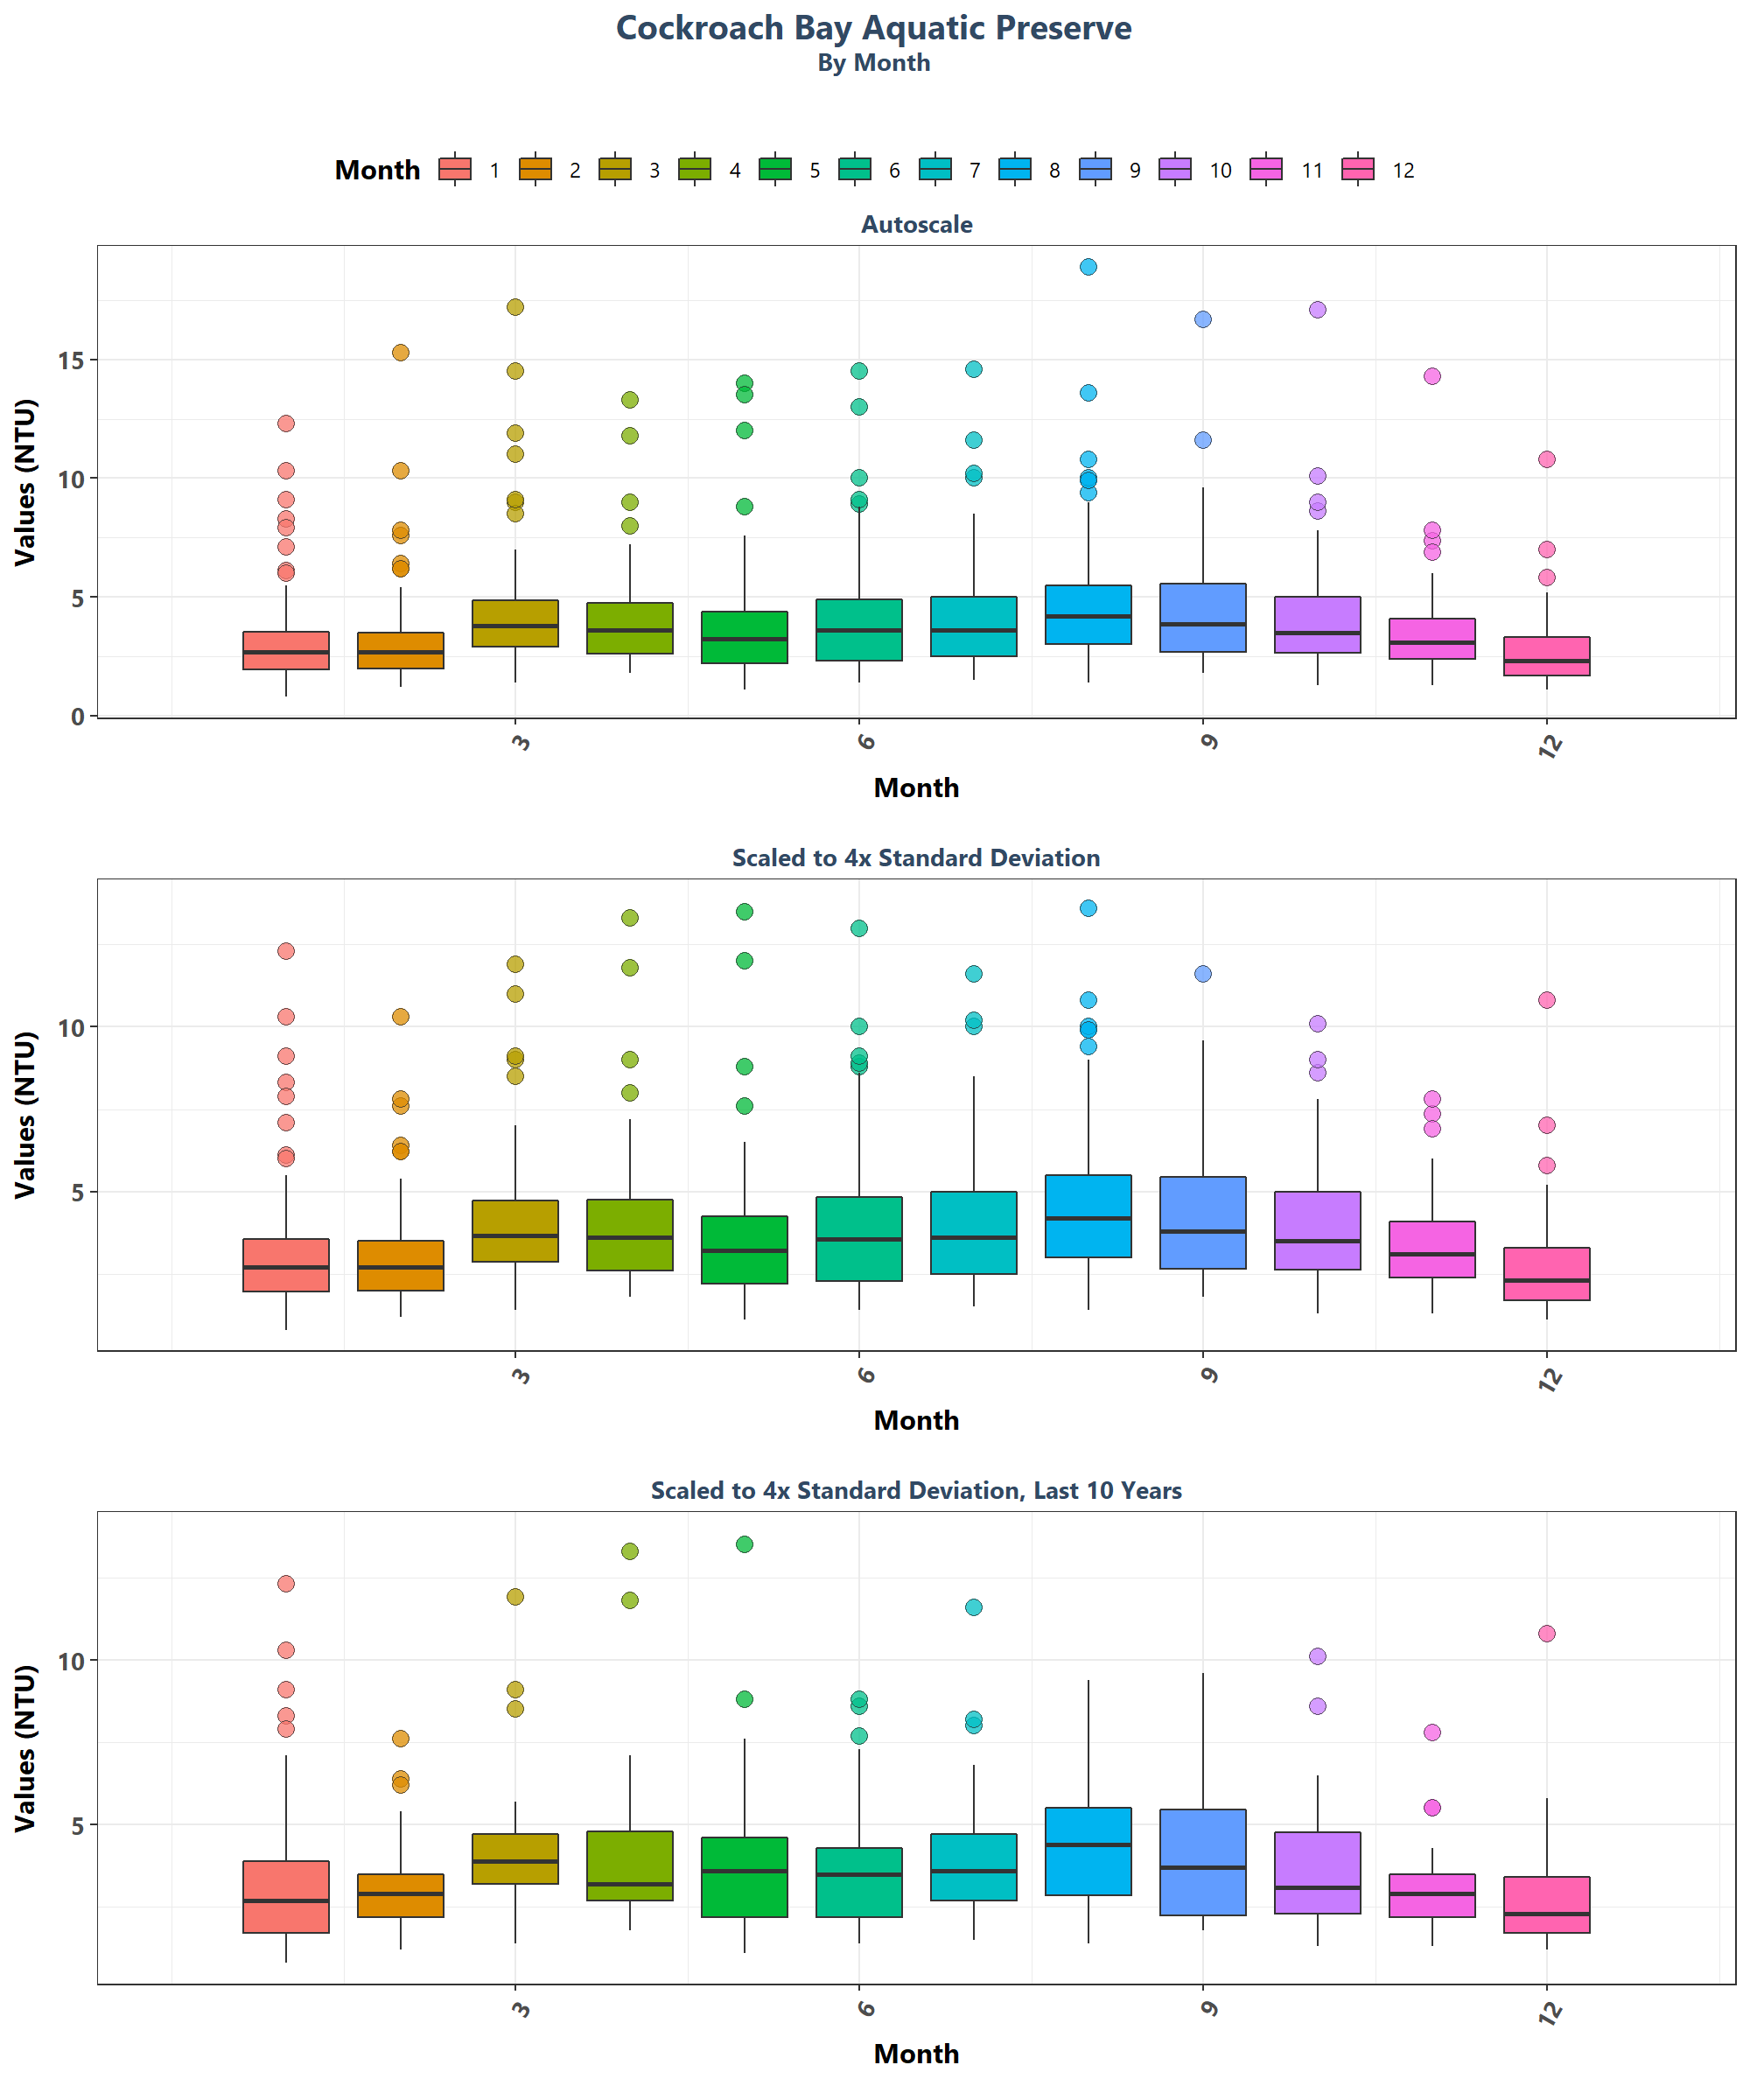 Cockroach Bay Aquatic Preserve
By Month
Month 1 2 3 4 5 6 7 8 9 10 11 12
Autoscale
Values (NTU)
15
10
5
0
3 6 9 12
Month
Scaled to 4x Standard Deviation
Values (NTU)
10
5
3 6 9 12
Month
Scaled to 4x Standard Deviation, Last 10 Years
Values (NTU)
10
5
3 6 9 12
Month